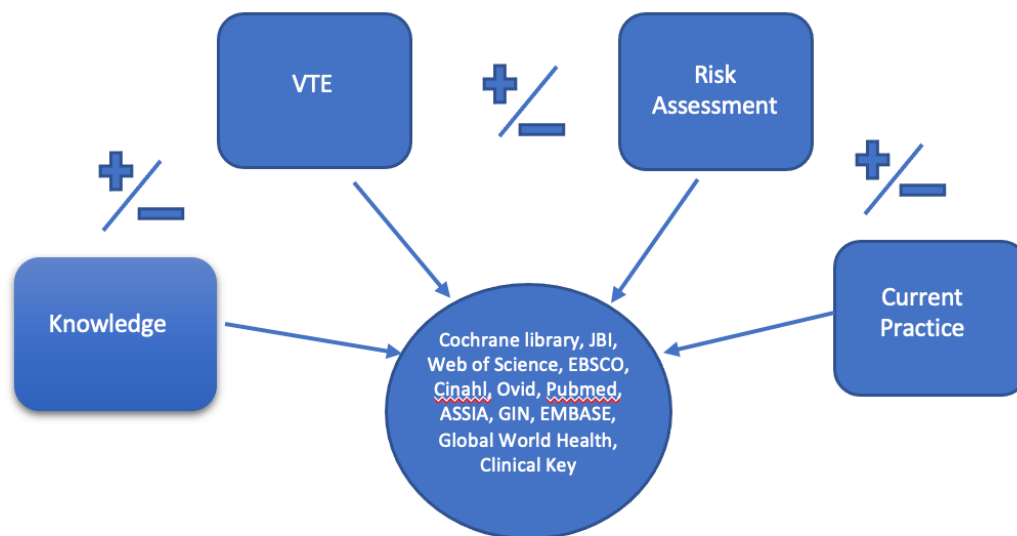 VTE
Risk
Assessment
Knowledge
Current
Practice
Cochrane library, JBI,
Web of Science, EBSCO,
Cinahl, Ovid, Pubmed,
ASSIA, GIN, EMBASE,
Global World Health,
Clinical Key